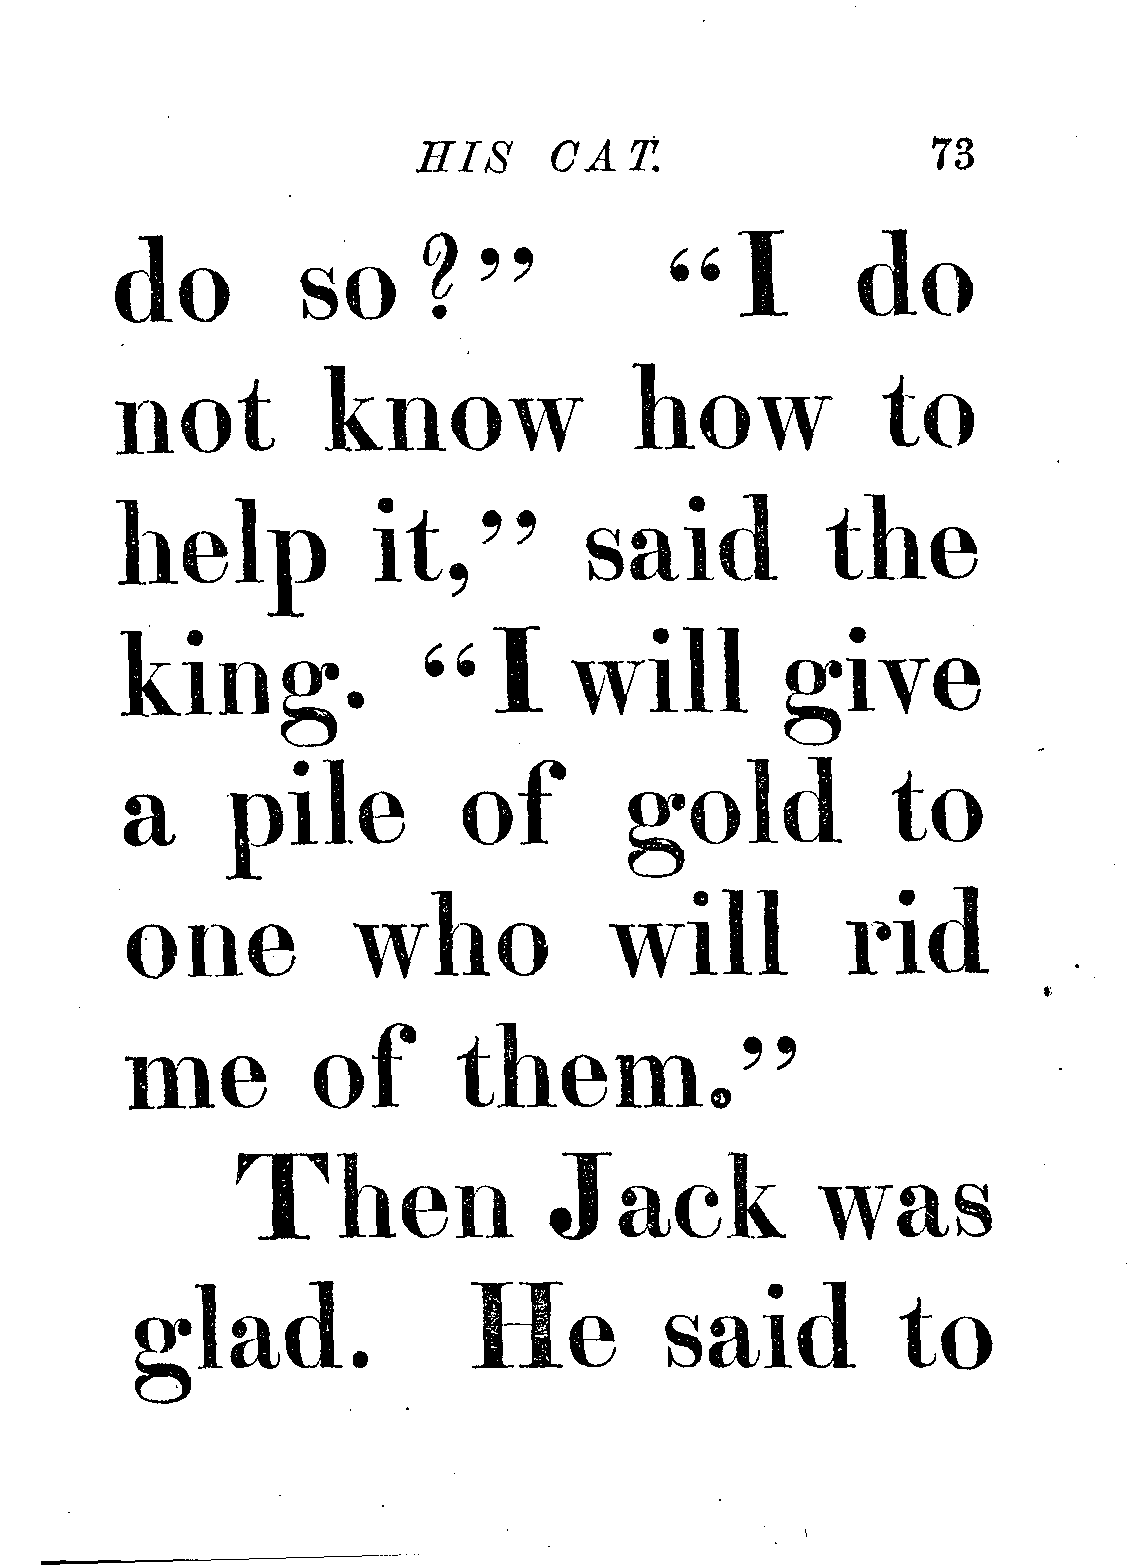 HIS CAT. 73
do so?” “I do
not know how to
help it,” said the
king. “I will give
a pile of gold to
one who will rid
me of them.”
Then Jack was
glad. He said to